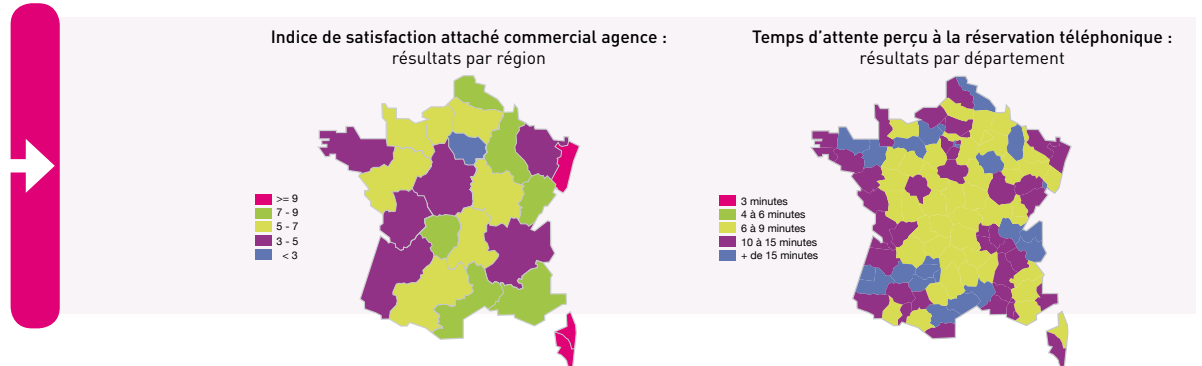 Indice de satisfaction attaché commercial agence :
résultats par région
>= 9
7 - 9
5 - 7
3 - 5
< 3
Temps d'attente perçu à la réservation téléphonique :
résultats par département
3 minutes
4 à 6 minutes
6 à 9 minutes
10 à 15 minutes
+ de 15 minutes